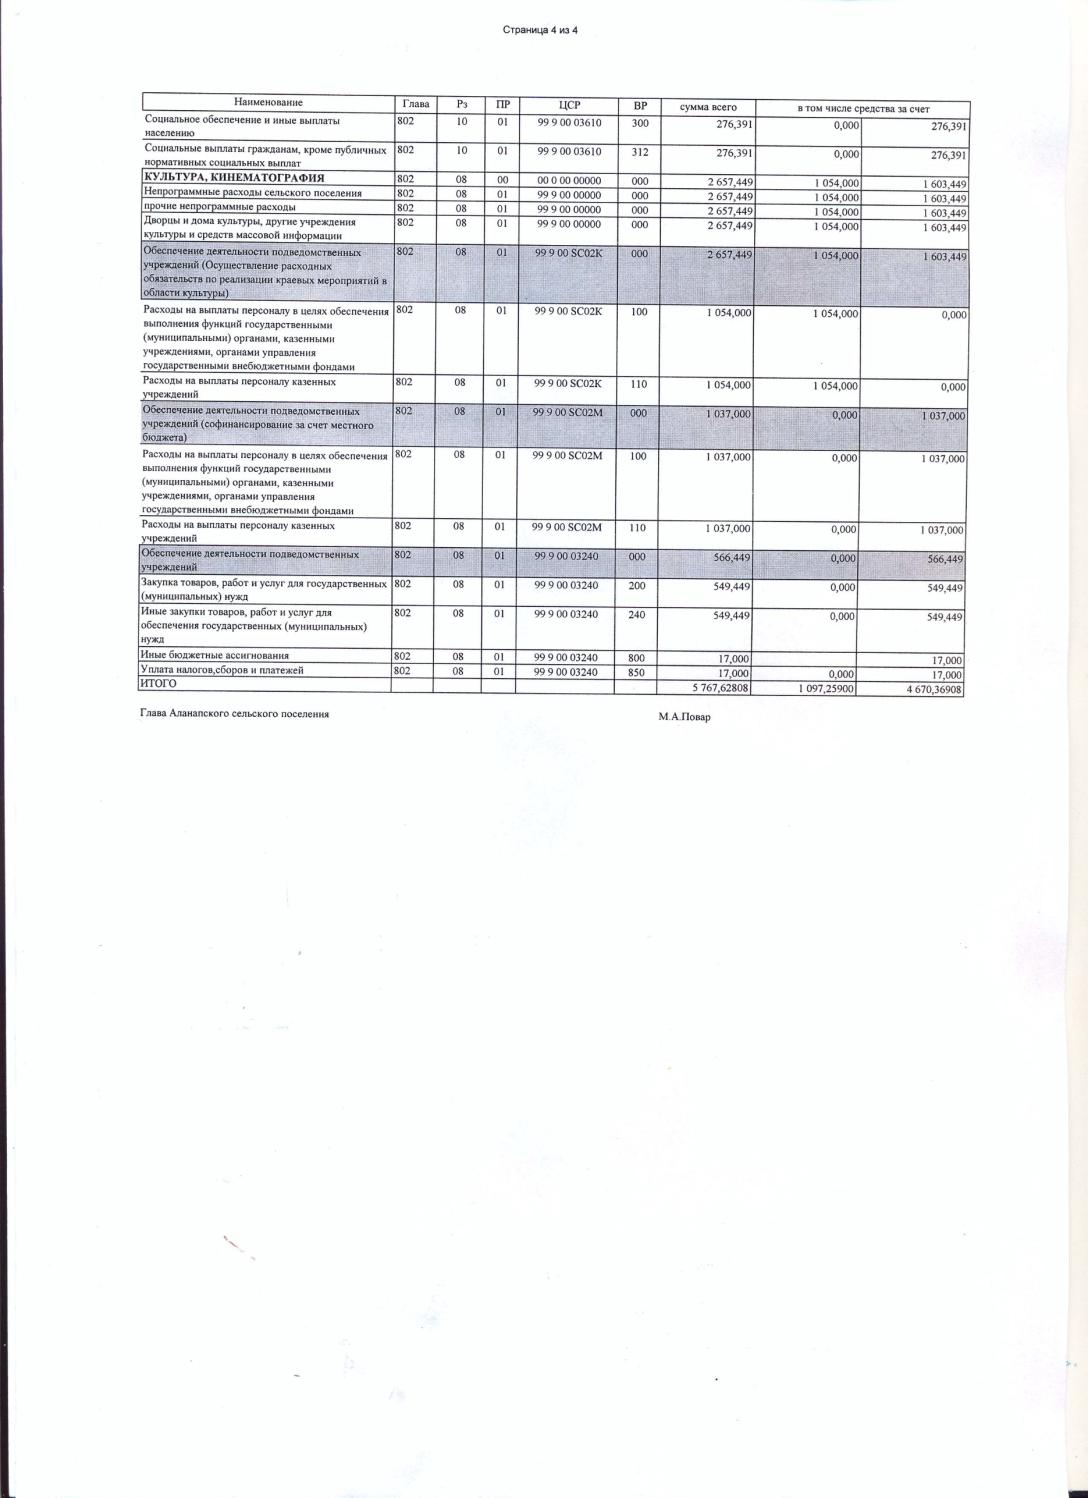 Страница 4 из 4
Наименование Глава Рз ПР ЦСР ВР сумма всего в том числе средства за счет
Социальное обеспечение и иные выплаты 802 10 01 99 9 00 03610 300 276,391 0,000 276,391
населению
Социальные выплаты гражданам, кроме публичных 802 10 01 99 9 00 03610 312 276,391 0,000 276,391
нормативных социальных выплат
КУЛЬТУРА, КИНЕМАТОГРАФИЯ 802 08 00 00 0 00 00000 000 2 657,449 1 054,000 1 603,449
Непрограммные расходы сельского поселения 802 08 01 99 9 00 00000 000 2 657,449 1 054,000 1 603,449
прочие непрограммные расходы 802 08 01 99 9 00 00000 000 2 657,449 1 054,000 1 603,449
Дворцы и дома культуры, другие учреждения 802 08 01 99 9 00 00000 000 2 657,449 1 054,000 1 603,449
культуры и средств массовой информации
Обеспечение деятельности подведомственных 802 08 01 99 9 00 SC02K 000 2 657,449 1 054,000 1 603,449
учреждений (Осуществление расходных
обязательств по реализации краевых мероприятий в
области культуры)
Расходы на выплаты персоналу в целях обеспечения 802 08 01 99 9 00 SC02K 100 1 054,000 1 054,000 0,000
выполнения функций государственными
(муниципальными) органами, казенными
учреждениями, органами управления
государственными внебюджетными фондами
Расходы на выплаты персоналу казенных 802 08 01 99 9 00 SC02K 110 1 054,000 1 054,000 0,000
учреждений
Обеспечение деятельности подведомственных 802 08 01 99 9 00 SC02M 000 1 037,000 0,000 1 037,000
учреждений (софинансирование за счет местного
бюджета)
Расходы на выплаты персоналу в целях обеспечения 802 08 01 99 9 00 SC02M 100 1 037,000 0,000 1 037,000
выполнения функций государственными
(муниципальными) органами, казенными
учреждениями, органами управления
государственными внебюджетными фондами
Расходы на выплаты персоналу казенных 802 08 01 99 9 00 SC02M 110 1 037,000 0,000 1 037,000
учреждений
Обеспечение деятельности подведомственных 802 08 01 99 9 00 03240 000 566,449 0,000 566,449
учреждений
Закупка товаров, работ и услуг для государственных 802 08 01 99 9 00 03240 200 549,449 0,000 549,449
(муниципальных) нужд
Иные закупки товаров, работ и услуг для 802 08 01 99 9 00 03240 240 549,449 0,000 549,449
обеспечения государственных (муниципальных)
нужд
Иные бюджетные ассигнования 802 08 01 99 9 00 03240 800 17,000 17,000
Уплата налогов,сборов и платежей 802 08 01 99 9 00 03240 850 17,000 0,000 17,000
ИТОГО 5 767,62808 1 097,25900 4 670,36908
Глава Аланапского сельского поселения М.А.Повар